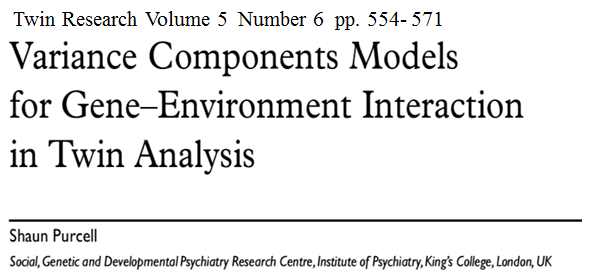 Twin Research Volume 5 Number 6 pp. 554-571
Variance Components Models
for Gene–Environment Interaction
in Twin Analysis
Shaun Purcell
Social, Genetic and Developmental Psychiatry Research Centre, Institute of Psychiatry, King's College, London, UK